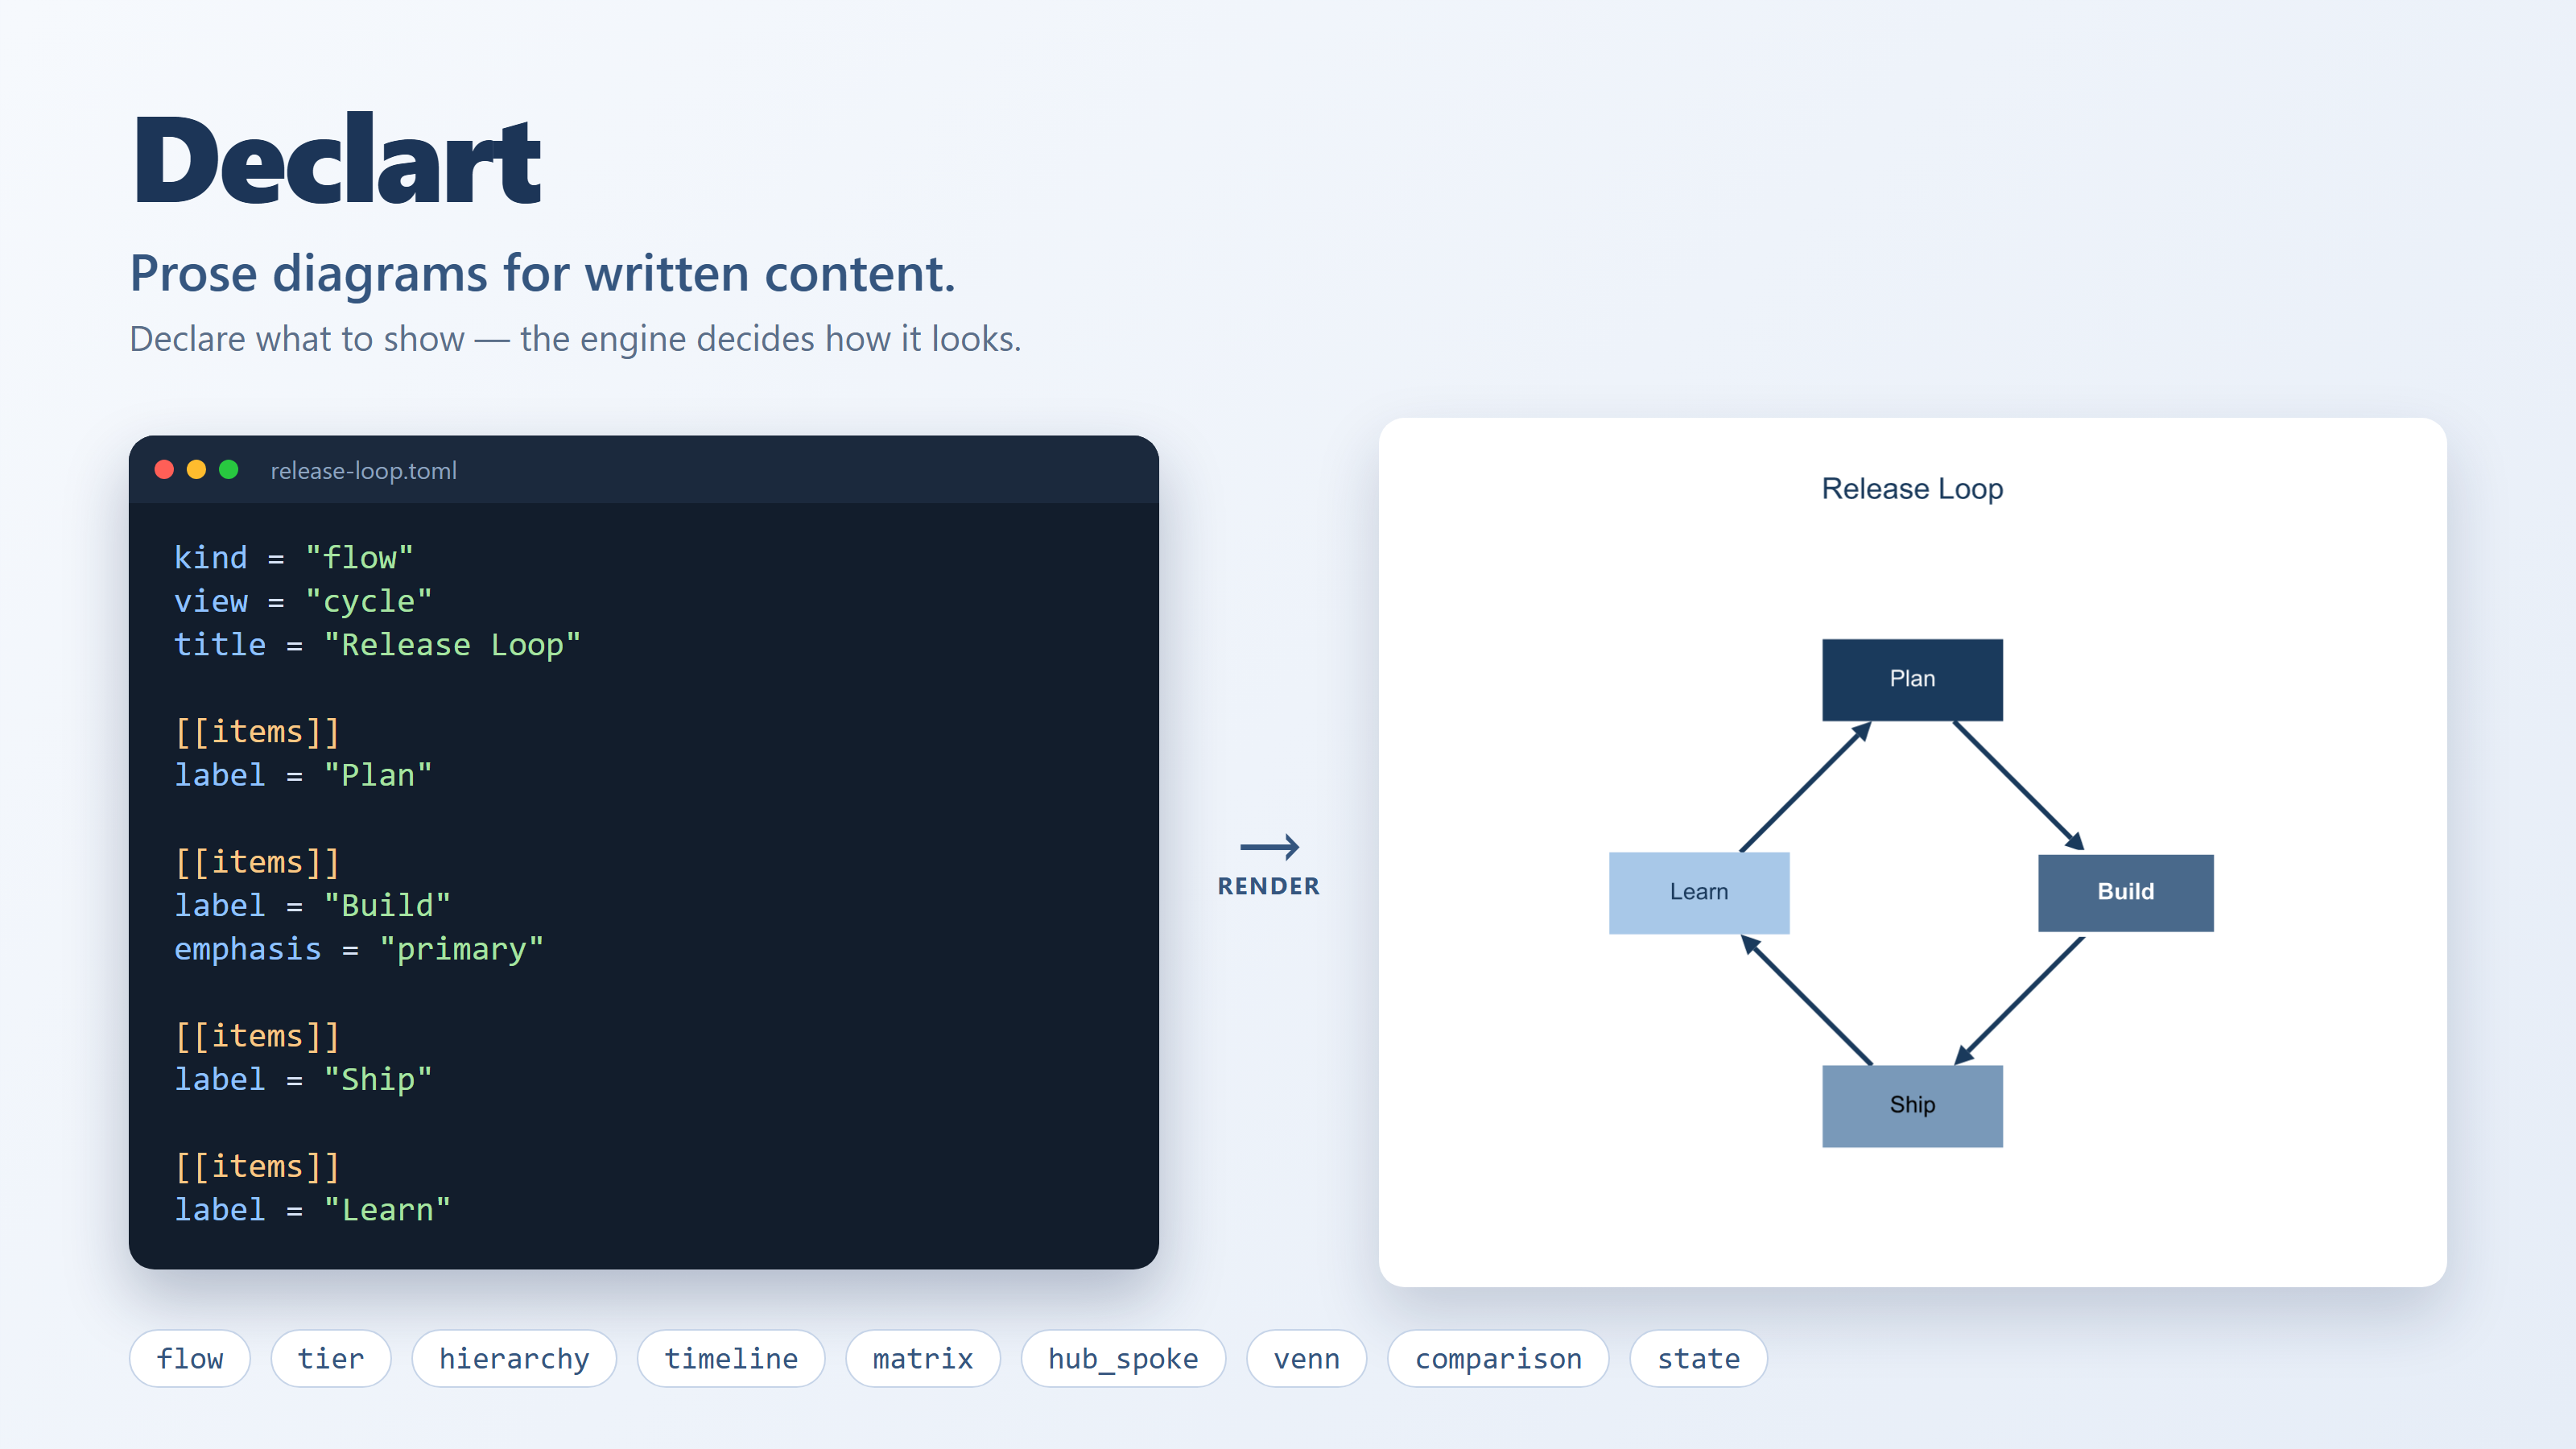 Declart
Prose diagrams for written content.
Declare what to show — the engine decides how it looks.
release-loop.toml
kind = "flow"
view = "cycle"
title = "Release Loop"
[[items]]
label = "Plan"
[[items]]
label = "Build"
emphasis = "primary"
[[items]]
label = "Ship"
[[items]]
label = "Learn"
→
RENDER
Release Loop
Plan
Learn
Build
Ship
flow
tier
hierarchy
timeline
matrix
hub_spoke
venn
comparison
state